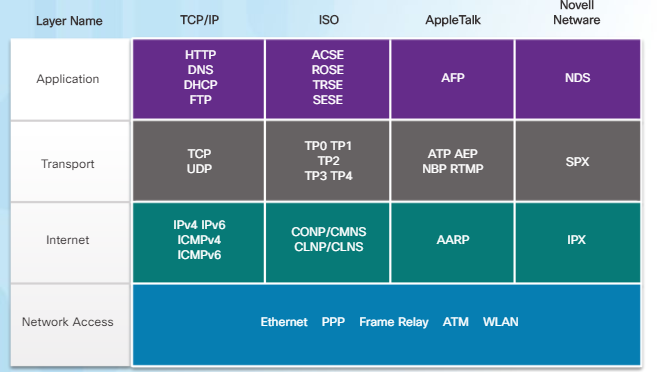 Layer Name
TCP/IP
ISO
AppleTalk
Novell
Netware
Application
HTTP
DNS
DHCP
FTP
ACSE
ROSE
TRSE
SESE
AFP
NDS
Transport
TCP
UDP
TP0 TP1
TP2
TP3 TP4
ATP AEP
NBP RTMP
SPX
Internet
IPv4 IPv6
ICMPv4
ICMPv6
CONP/CMNS
CLNP/CLNS
AARP
IPX
Network Access
Ethernet PPP Frame Relay ATM WLAN